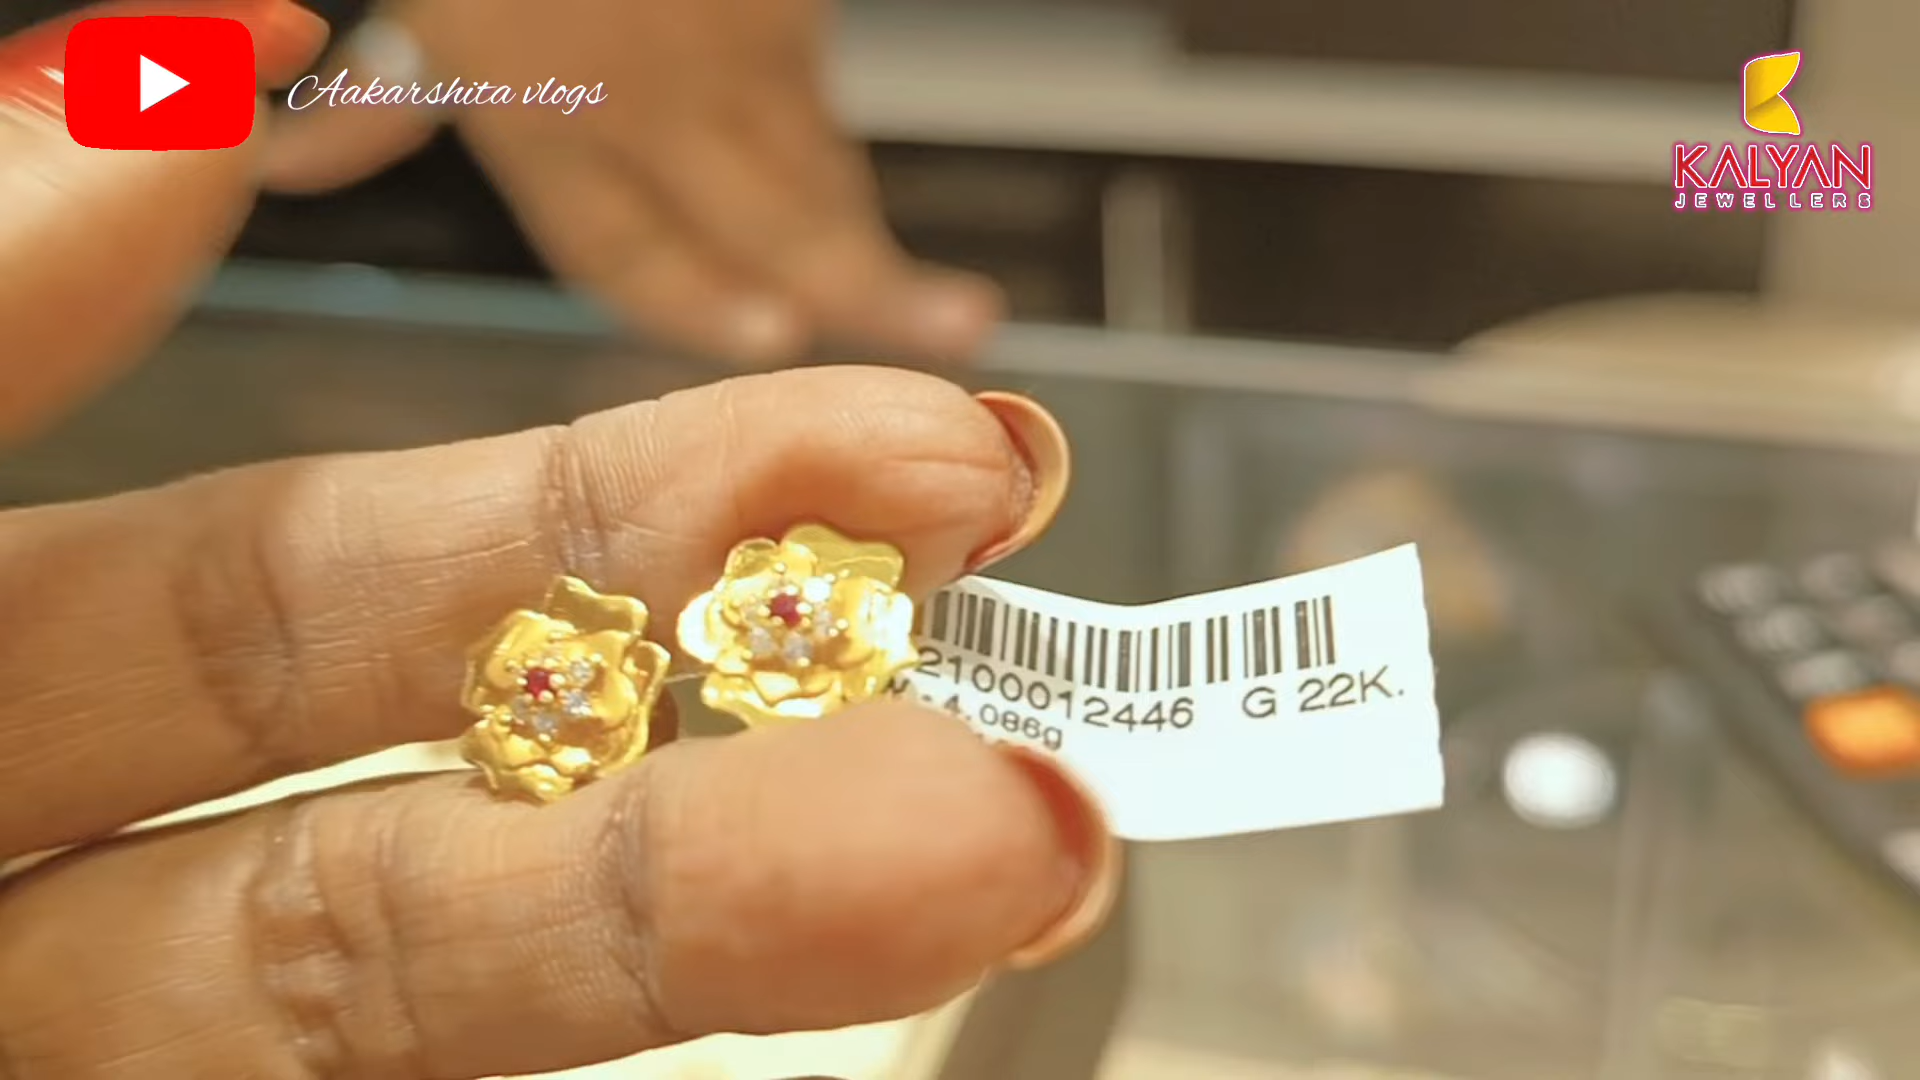 Aakarshita vlogs
KALYAN
JEWELLERS
2100012446 G 22K.
4.086g